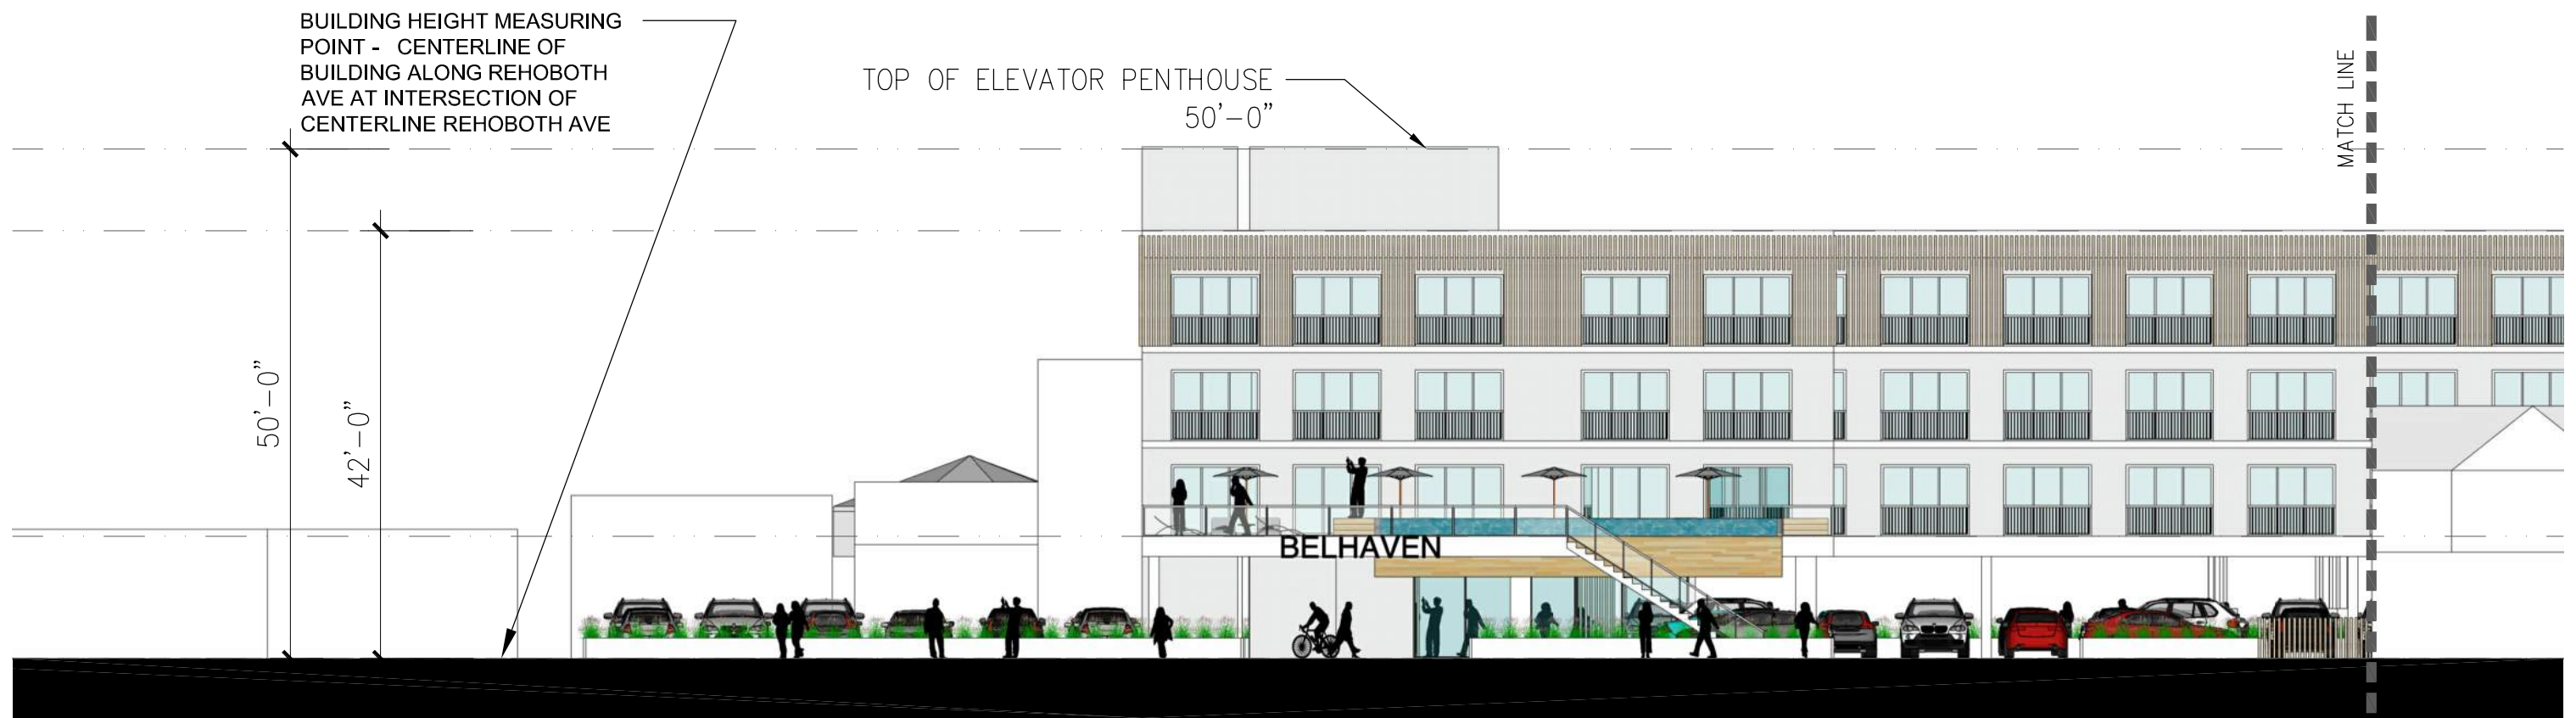 BUILDING HEIGHT MEASURING
POINT - CENTERLINE OF
BUILDING ALONG REHOBOTH
AVE AT INTERSECTION OF
CENTERLINE REHOBOTH AVE
TOP OF ELEVATOR PENTHOUSE
50'-0"
MATCH LINE
50'-0"
42'-0"
BELHAVEN